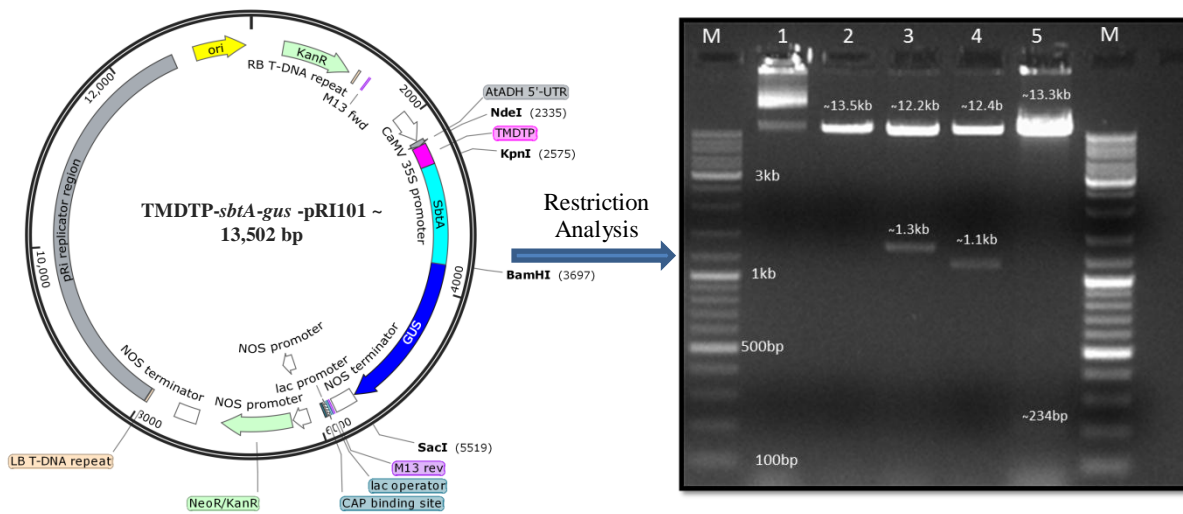 ori
KanR
RB T-DNA repeat
M13 fwd
2000
12,000
AtADH 5'-UTR
NdeI (2335)
TMDTP
KpnI (2575)
CaMV 35S promoter
SbtA
pRi replicator region
TMDTP-sbtA-gus -pRI101 ~
13,502 bp
10,000
BamHI (3697)
4000
GUS
NOS promoter
lac promoter
NOS terminator
NOS terminator
NOS promoter
SacI (5519)
LB T-DNA repeat
M13 rev
lac operator
NeoR/KanR
CAP binding site
Restriction
Analysis
M 1 2 3 4 5 M
~13.5kb ~12.2kb ~12.4b ~13.3kb
3kb
~1.3kb ~1.1kb
1kb
500bp
~234bp
100bp